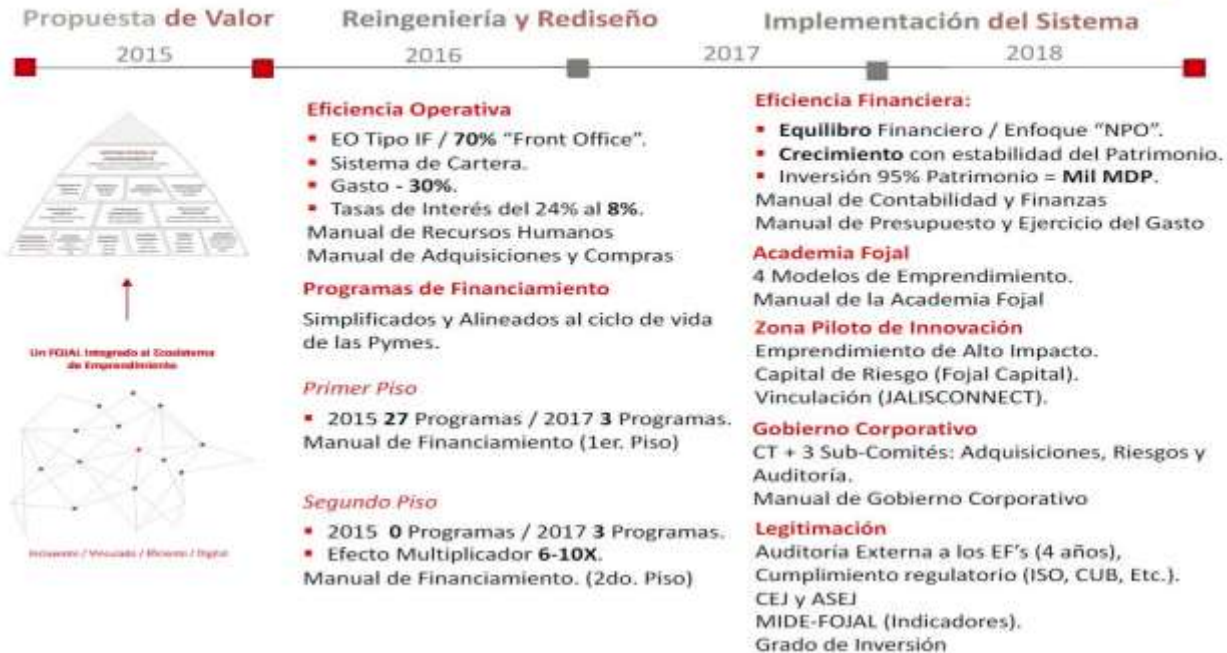 Propuesta de Valor
Reingeniería y Rediseño
Implementación del Sistema
2015
2016
2017
2018
Un FOJAL Integrado al Ecosistema
de Emprendimiento
Incluyente / Vinculado / Eficiente / Digital
Eficiencia Operativa
▪ EO Tipo IF / 70% “Front Office”.
▪ Sistema de Cartera.
▪ Gasto - 30%.
▪ Tasas de Interés del 24% al 8%.
Manual de Recursos Humanos
Manual de Adquisiciones y Compras
Programas de Financiamiento
Simplificados y Alineados al ciclo de vida
de las Pymes.
Primer Piso
▪ 2015 27 Programas / 2017 3 Programas.
Manual de Financiamiento (1er. Piso)
Segundo Piso
▪ 2015 0 Programas / 2017 3 Programas.
▪ Efecto Multiplicador 6-10X.
Manual de Financiamiento. (2do. Piso)
Eficiencia Financiera:
▪ Equilibro Financiero / Enfoque “NPO”.
▪ Crecimiento con estabilidad del Patrimonio.
▪ Inversión 95% Patrimonio = Mil MDP.
Manual de Contabilidad y Finanzas
Manual de Presupuesto y Ejercicio del Gasto
Academia Fojal
4 Modelos de Emprendimiento.
Manual de la Academia Fojal
Zona Piloto de Innovación
Emprendimiento de Alto Impacto.
Capital de Riesgo (Fojal Capital).
Vinculación (JALISCONNECT).
Gobierno Corporativo
CT + 3 Sub-Comités: Adquisiciones, Riesgos y
Auditoría.
Manual de Gobierno Corporativo
Legitimación
Auditoría Externa a los EF’s (4 años),
Cumplimiento regulatorio (ISO, CUB, Etc.).
CEJ y ASEJ
MIDE-FOJAL (Indicadores).
Grado de Inversión